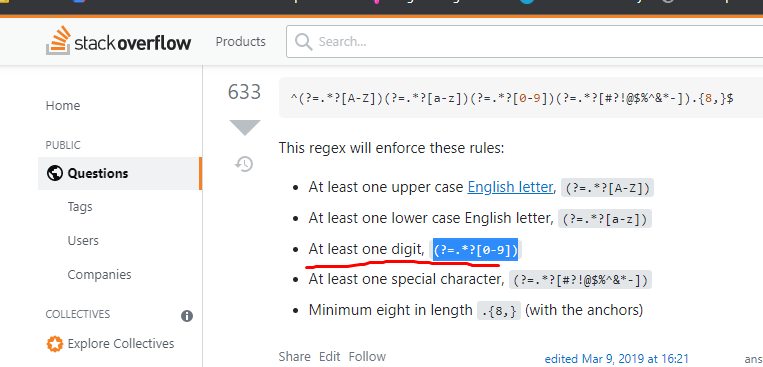 stackoverflow
Products
Search...
633
^(?=.*?[A-Z])(?=.*?[a-z])(?=.*?[0-9])(?=.*?[#?!@$%^&*-]).{8,}$
Home
This regex will enforce these rules:
PUBLIC
Questions
At least one upper case English letter, (?=.*?[A-Z])
Tags
At least one lower case English letter, (?=.*?[a-z])
Users
At least one digit, (?=.*?[0-9])
Companies
At least one special character, (?=.*?[#?!@$%^&*-])
Minimum eight in length .{8,} (with the anchors)
COLLECTIVES
Explore Collectives
Share Edit Follow
edited Mar 9, 2019 at 16:21
ans